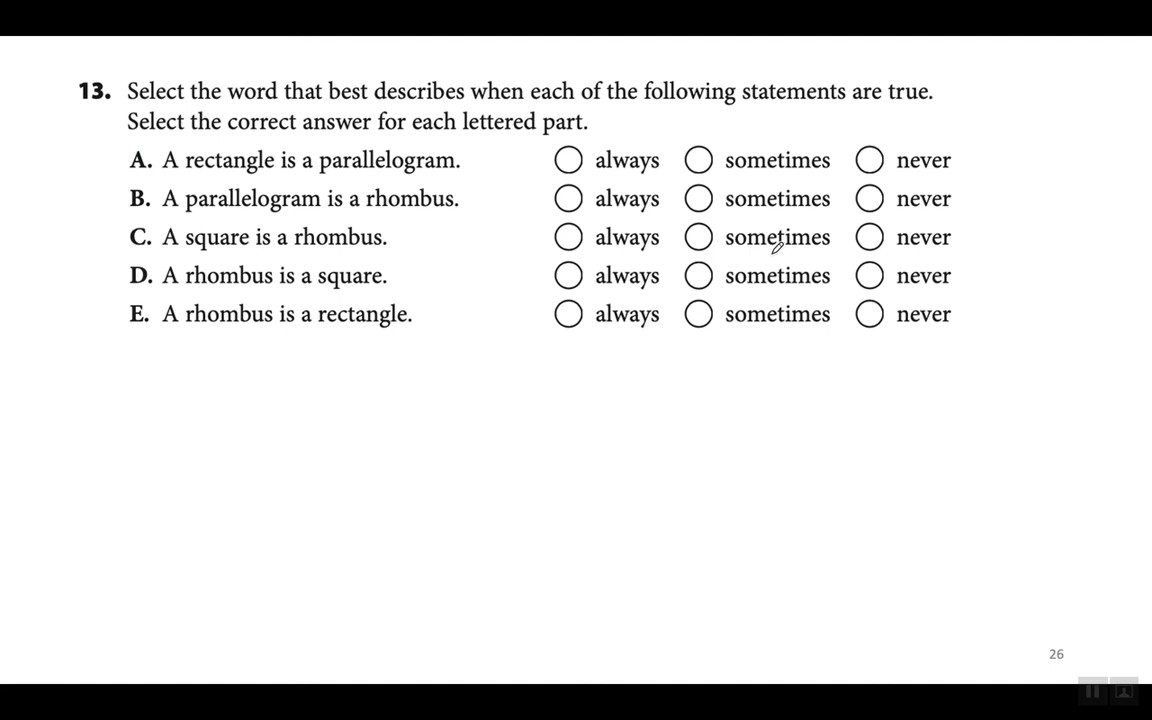 13. Select the word that best describes when each of the following statements are true.
Select the correct answer for each lettered part.
A. A rectangle is a parallelogram. always sometimes never
B. A parallelogram is a rhombus. always sometimes never
C. A square is a rhombus. always sometimes never
D. A rhombus is a square. always sometimes never
E. A rhombus is a rectangle. always sometimes never
26